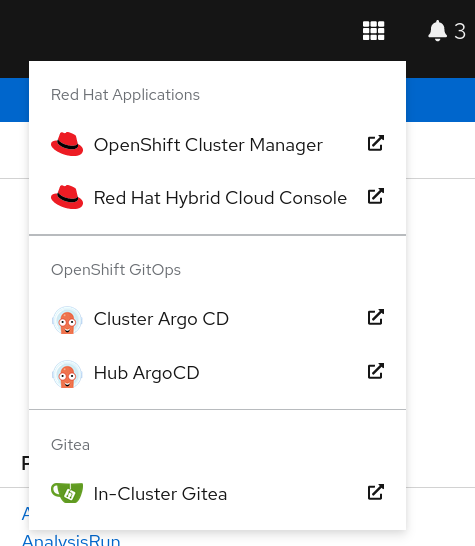 3
Red Hat Applications
OpenShift Cluster Manager
Red Hat Hybrid Cloud Console
OpenShift GitOps
Cluster Argo CD
Hub ArgoCD
Gitea
In-Cluster Gitea
AnalysisRun